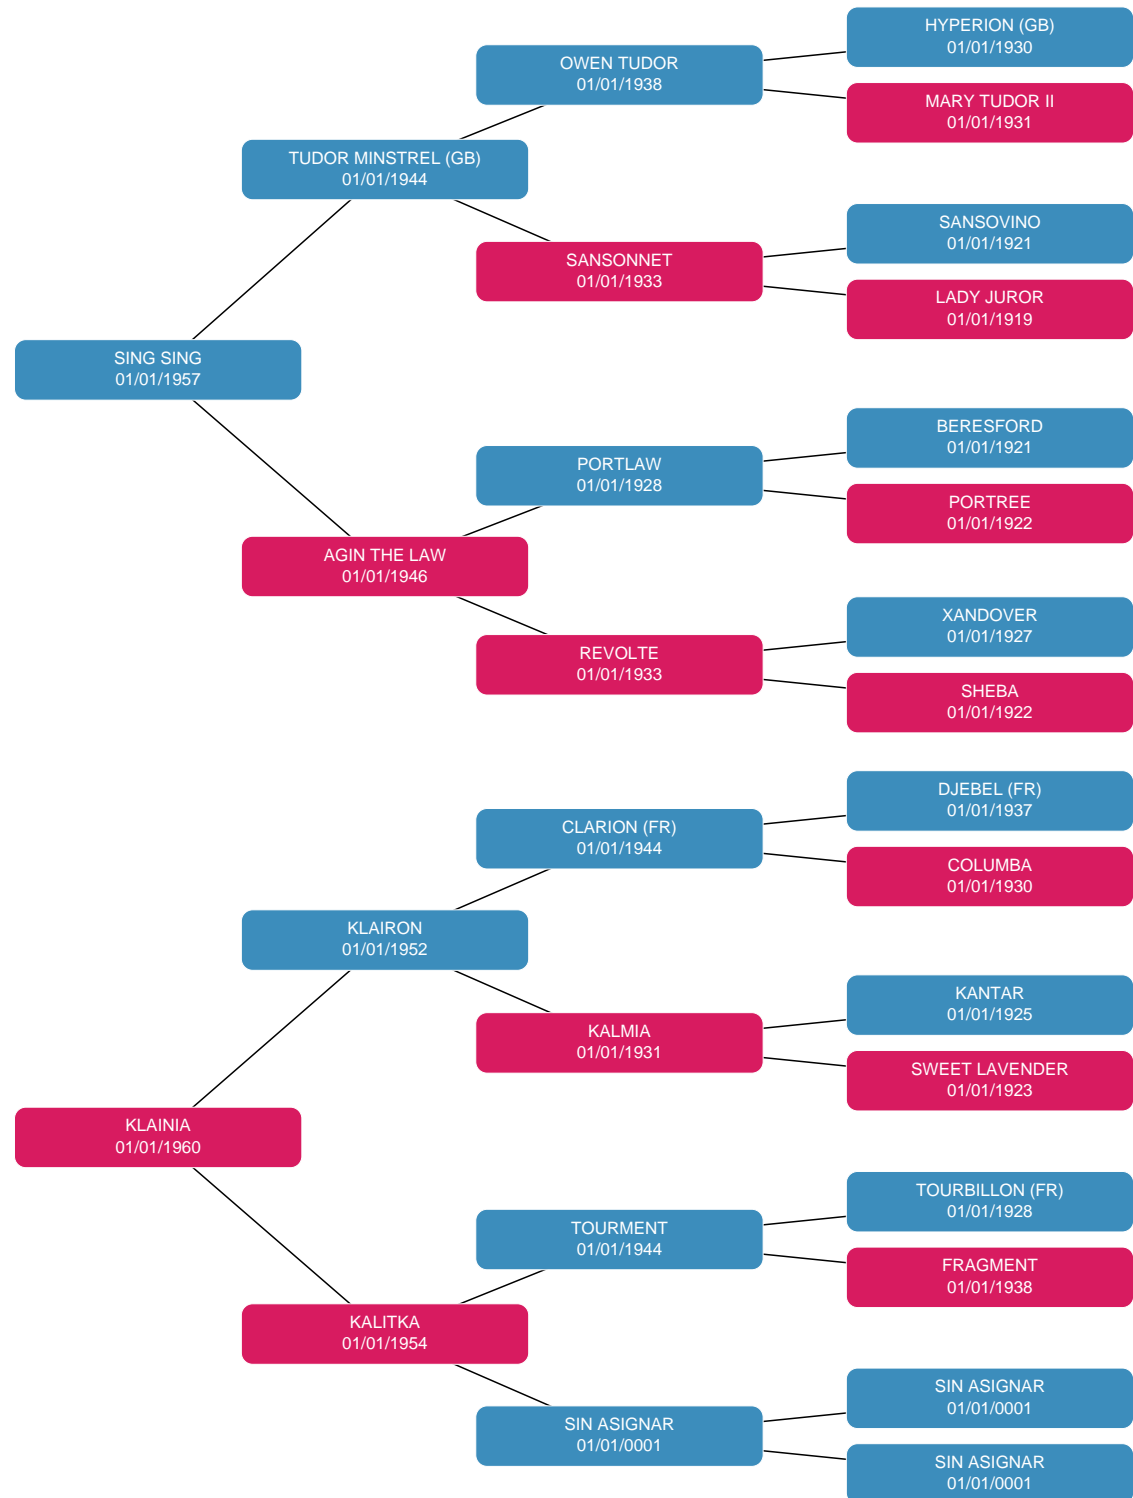 HYPERION (GB)
01/01/1930
OWEN TUDOR
01/01/1938
MARY TUDOR II
01/01/1931
TUDOR MINSTREL (GB)
01/01/1944
SANSOVINO
01/01/1921
SANSONNET
01/01/1933
LADY JUROR
01/01/1919
SING SING
01/01/1957
BERESFORD
01/01/1921
PORTLAW
01/01/1928
PORTREE
01/01/1922
AGIN THE LAW
01/01/1946
XANDOVER
01/01/1927
REVOLTE
01/01/1933
SHEBA
01/01/1922
DJEBEL (FR)
01/01/1937
CLARION (FR)
01/01/1944
COLUMBA
01/01/1930
KLAIRON
01/01/1952
KANTAR
01/01/1925
KALMIA
01/01/1931
SWEET LAVENDER
01/01/1923
KLAINIA
01/01/1960
TOURBILLON (FR)
01/01/1928
TOURMENT
01/01/1944
FRAGMENT
01/01/1938
KALITKA
01/01/1954
SIN ASIGNAR
01/01/0001
SIN ASIGNAR
01/01/0001
SIN ASIGNAR
01/01/0001